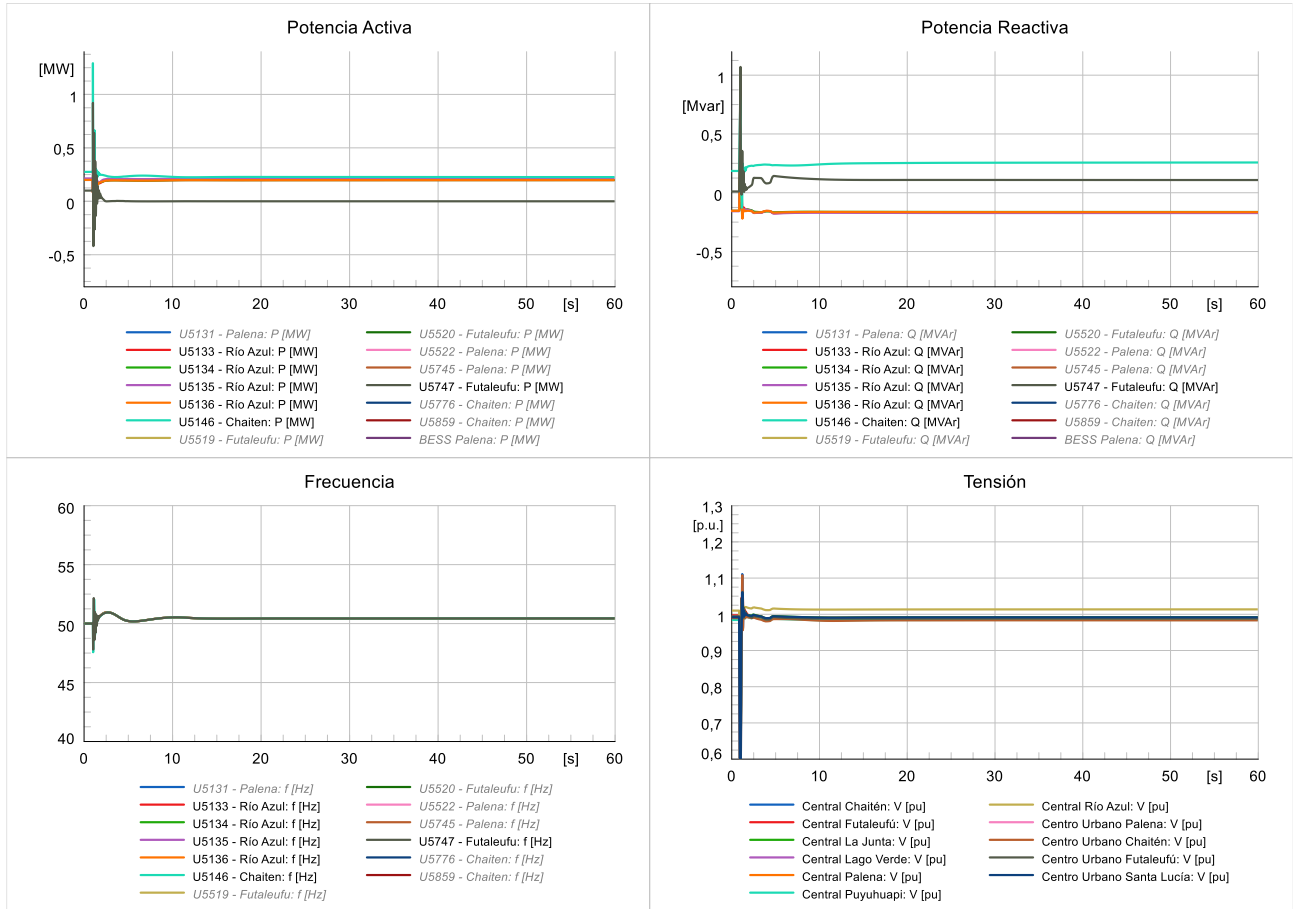 Potencia Activa
[MW]
1
0,5
0
-0,5
0 10 20 30 40 [s] 60
U5131 - Palena: P [MW]
U5133 - Río Azul: P [MW]
U5134 - Río Azul: P [MW]
U5135 - Río Azul: P [MW]
U5136 - Río Azul: P [MW]
U5146 - Chaiten: P [MW]
U5519 - Futaleufu: P [MW]
U5520 - Futaleufu: P [MW]
U5522 - Palena: P [MW]
U5745 - Palena: P [MW]
U5747 - Futaleufu: P [MW]
U5776 - Chaiten: P [MW]
U5859 - Chaiten: P [MW]
BESS Palena: P [MW]
Potencia Reactiva
1
[Mvar]
0,5
0
-0,5
0 10 20 30 40 [s] 60
U5131 - Palena: Q [MVAr]
U5133 - Río Azul: Q [MVAr]
U5134 - Río Azul: Q [MVAr]
U5135 - Río Azul: Q [MVAr]
U5136 - Río Azul: Q [MVAr]
U5146 - Chaiten: Q [MVAr]
U5519 - Futaleufu: Q [MVAr]
U5520 - Futaleufu: Q [MVAr]
U5522 - Palena: Q [MVAr]
U5745 - Palena: Q [MVAr]
U5747 - Futaleufu: Q [MVAr]
U5776 - Chaiten: Q [MVAr]
U5859 - Chaiten: Q [MVAr]
BESS Palena: Q [MVAr]
Frecuencia
60
55
50
45
40
0 10 20 30 40 [s] 60
U5131 - Palena: f [Hz]
U5133 - Río Azul: f [Hz]
U5134 - Río Azul: f [Hz]
U5135 - Río Azul: f [Hz]
U5136 - Río Azul: f [Hz]
U5146 - Chaiten: f [Hz]
U5519 - Futaleufu: f [Hz]
U5520 - Futaleufu: f [Hz]
U5522 - Palena: f [Hz]
U5745 - Palena: f [Hz]
U5747 - Futaleufu: f [Hz]
U5776 - Chaiten: f [Hz]
U5859 - Chaiten: f [Hz]
Tensión
1,3
[p.u.]
1,2
1,1
1
0,9
0,8
0,7
0,6
0 10 20 30 40 [s] 60
Central Chaitén: V [pu]
Central Futaleufú: V [pu]
Central La Junta: V [pu]
Central Lago Verde: V [pu]
Central Palena: V [pu]
Central Puyuhuapi: V [pu]
Central Río Azul: V [pu]
Centro Urbano Palena: V [pu]
Centro Urbano Chaitén: V [pu]
Centro Urbano Futaleufú: V [pu]
Centro Urbano Santa Lucía: V [pu]